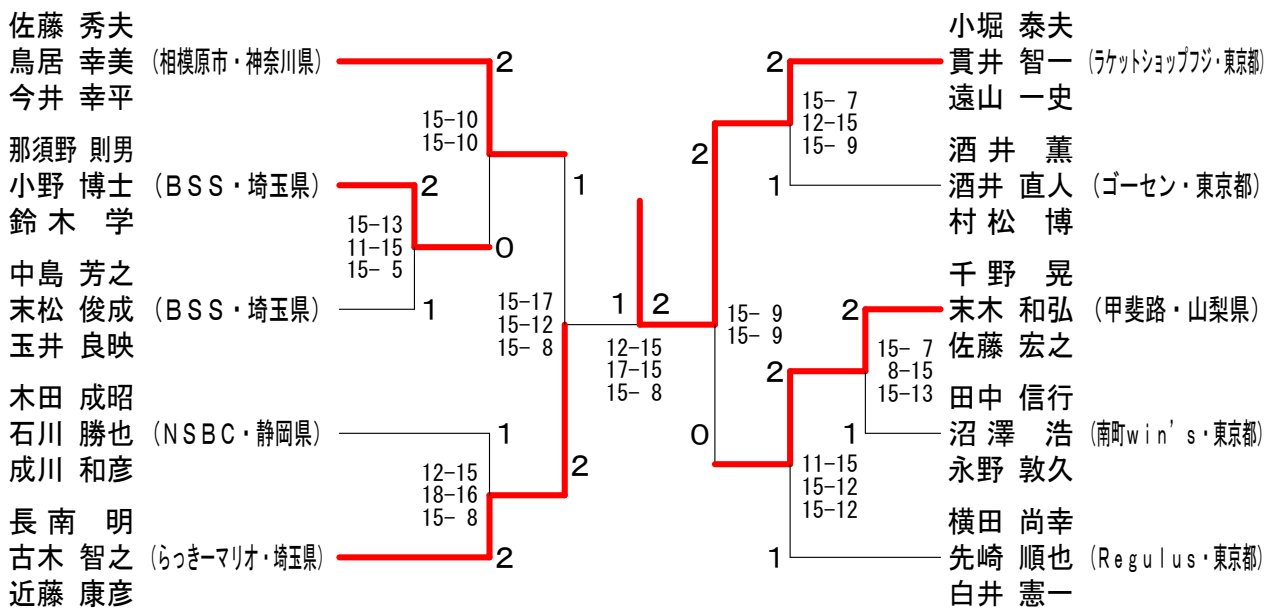 佐藤 秀夫
鳥居 幸美 (相模原市・神奈川県)
今井 幸平
2
15-10
15-10
那須野 則男
小野 博士 (BSS・埼玉県)
鈴木 学
2
15-13
11-15
15- 5
0
中島 芳之
末松 俊成 (BSS・埼玉県)
玉井 良映
1
1
15-17
15-12
15- 8
木田 成昭
石川 勝也 (NSBC・静岡県)
成川 和彦
1
12-15
18-16
15- 8
2
長南 明
古木 智之 (らっきーマリオ・埼玉県)
近藤 康彦
2
1 2
12-15
17-15
15- 8
小堀 泰夫
貫井 智一 (ラケットショップフジ・東京都)
遠山 一史
2
15- 7
12-15
15- 9
2
酒井 薫
酒井 直人 (ゴーセン・東京都)
村松 博
1
15- 9
15- 9
千野 晃
末木 和弘 (甲斐路・山梨県)
佐藤 宏之
2
15- 7
8-15
15-13
2
田中 信行
沼澤 浩 (南町win's・東京都)
永野 敦久
1
0
11-15
15-12
15-12
横田 尚幸
先崎 順也 (Regulus・東京都)
白井 憲一
1